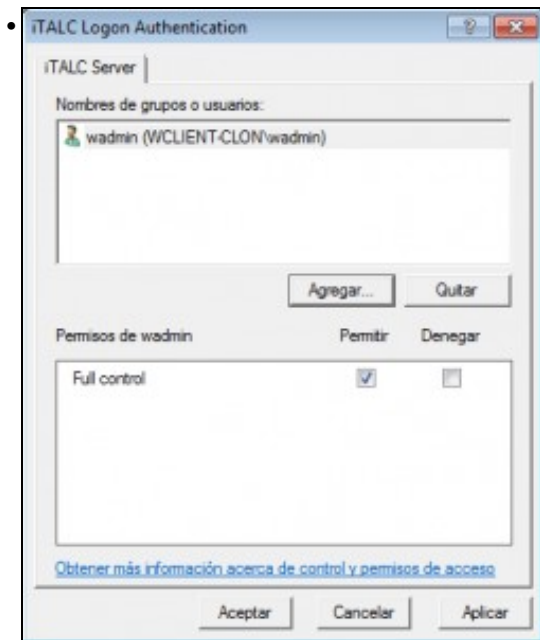 iTALC Logon Authentication
iTALC Server
Nombres de grupos o usuarios:
wadmin (WCLIENT-CLON\wadmin)
Agregar... Quitar
Permisos de wadmin Permitir Denegar
Full control
Obtener más información acerca de control y permisos de acceso
Aceptar Cancelar Aplicar